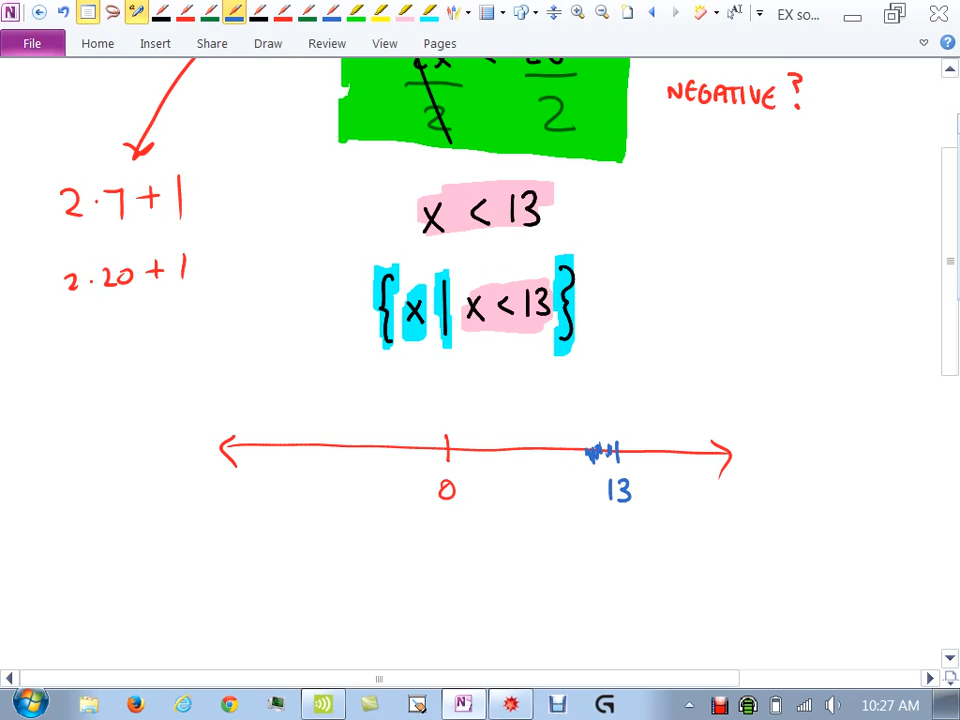 EX so...
File Home Insert Share Draw Review View Pages
2 2
NEGATIVE?
2·7+1
x < 13
2·20+1
{x | x < 13}
0 13
10:27 AM